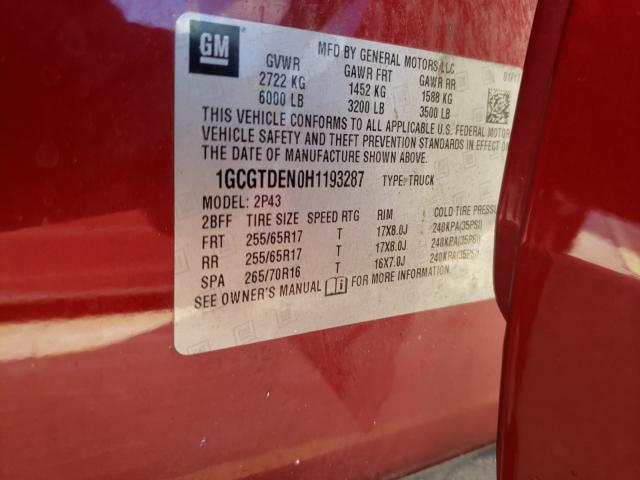 GM
MFD BY GENERAL MOTORS LLC
GVWR GAWR FRT GAWR RR 01/17
2722 KG 1452 KG 1588 KG
6000 LB 3200 LB 3500 LB
THIS VEHICLE CONFORMS TO ALL APPLICABLE U.S. FEDERAL MOTOR
VEHICLE SAFETY AND THEFT PREVENTION STANDARDS IN EFFECT ON
THE DATE OF MANUFACTURE SHOWN ABOVE.
1GCGTDEN0H1193287 TYPE: TRUCK
MODEL: 2P43
2BFF TIRE SIZE SPEED RTG RIM COLD TIRE PRESSU
FRT 255/65R17 T 17X8.0J 240KPA(35PSI)
RR 255/65R17 T 17X8.0J 240KPA(35PSI)
SPA 265/70R16 T 16X7.0J 240KPA(35PSI)
SEE OWNER'S MANUAL FOR MORE INFORMATION.